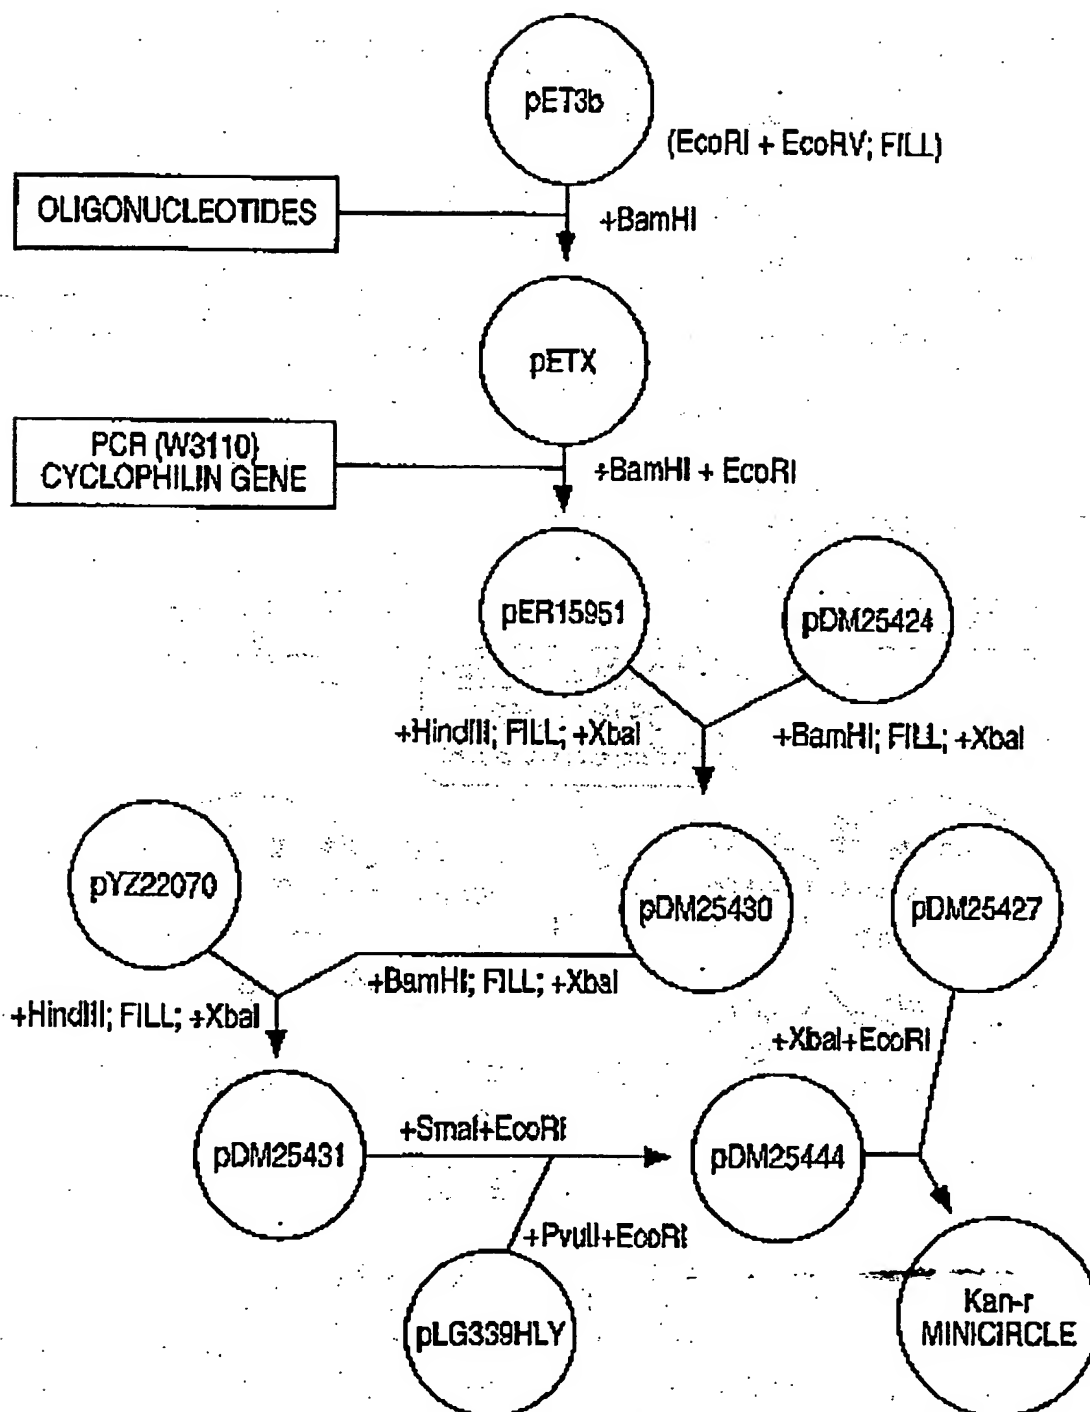 pET3b
(EcoRI + EcoRV; FILL)
OLIGONUCLEOTIDES
+BamHI
pETX
PCR (W3110)
CYCLOPHILIN GENE
+BamHI + EcoRI
pER15951
pDM25424
+HindIII; FILL; +XbaI
+BamHI; FILL; +XbaI
pYZ22070
pDM25430
pDM25427
+BamHI; FILL; +XbaI
+HindIII; FILL; +XbaI
+XbaI+EcoRI
pDM25431
+SmaI+EcoRI
pDM25444
+PvuII+EcoRI
pLG339HLY
Kan-r
MINICIRCLE